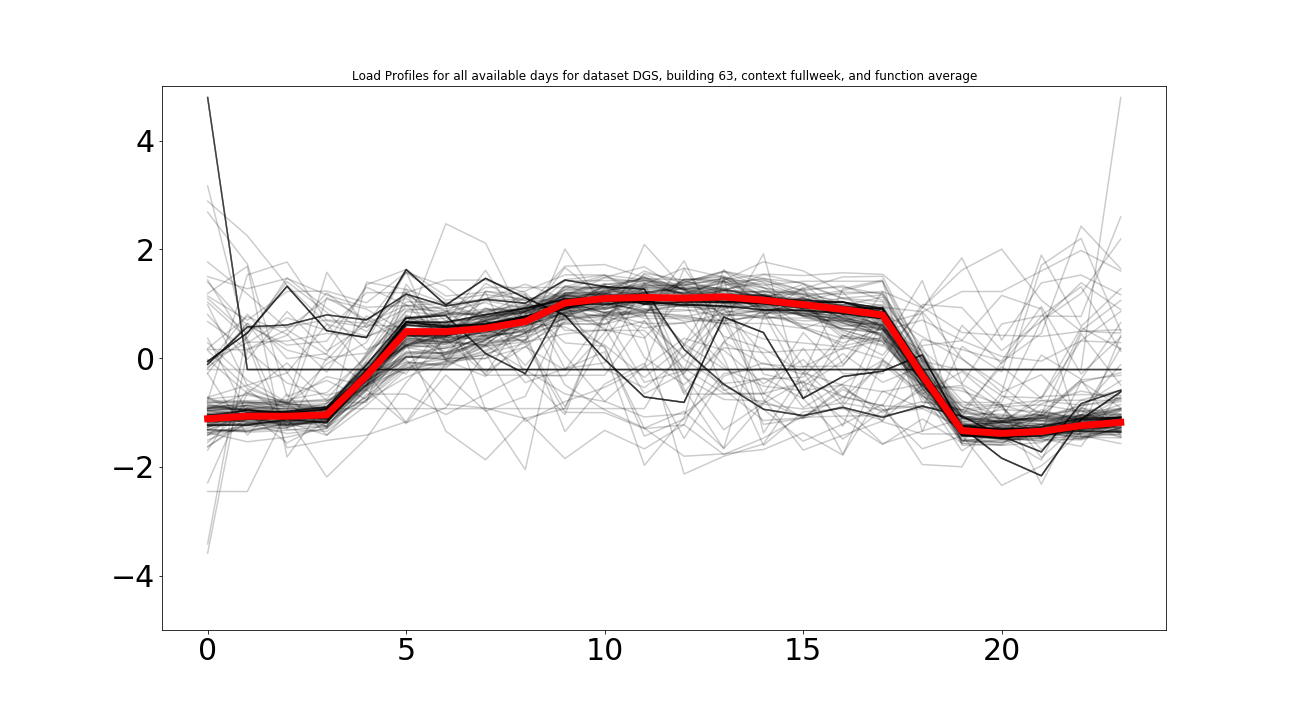 Load Profiles for all available days for dataset DGS, building 63, context fullweek, and function average
4
2
0
−2
−4
0 5 10 15 20